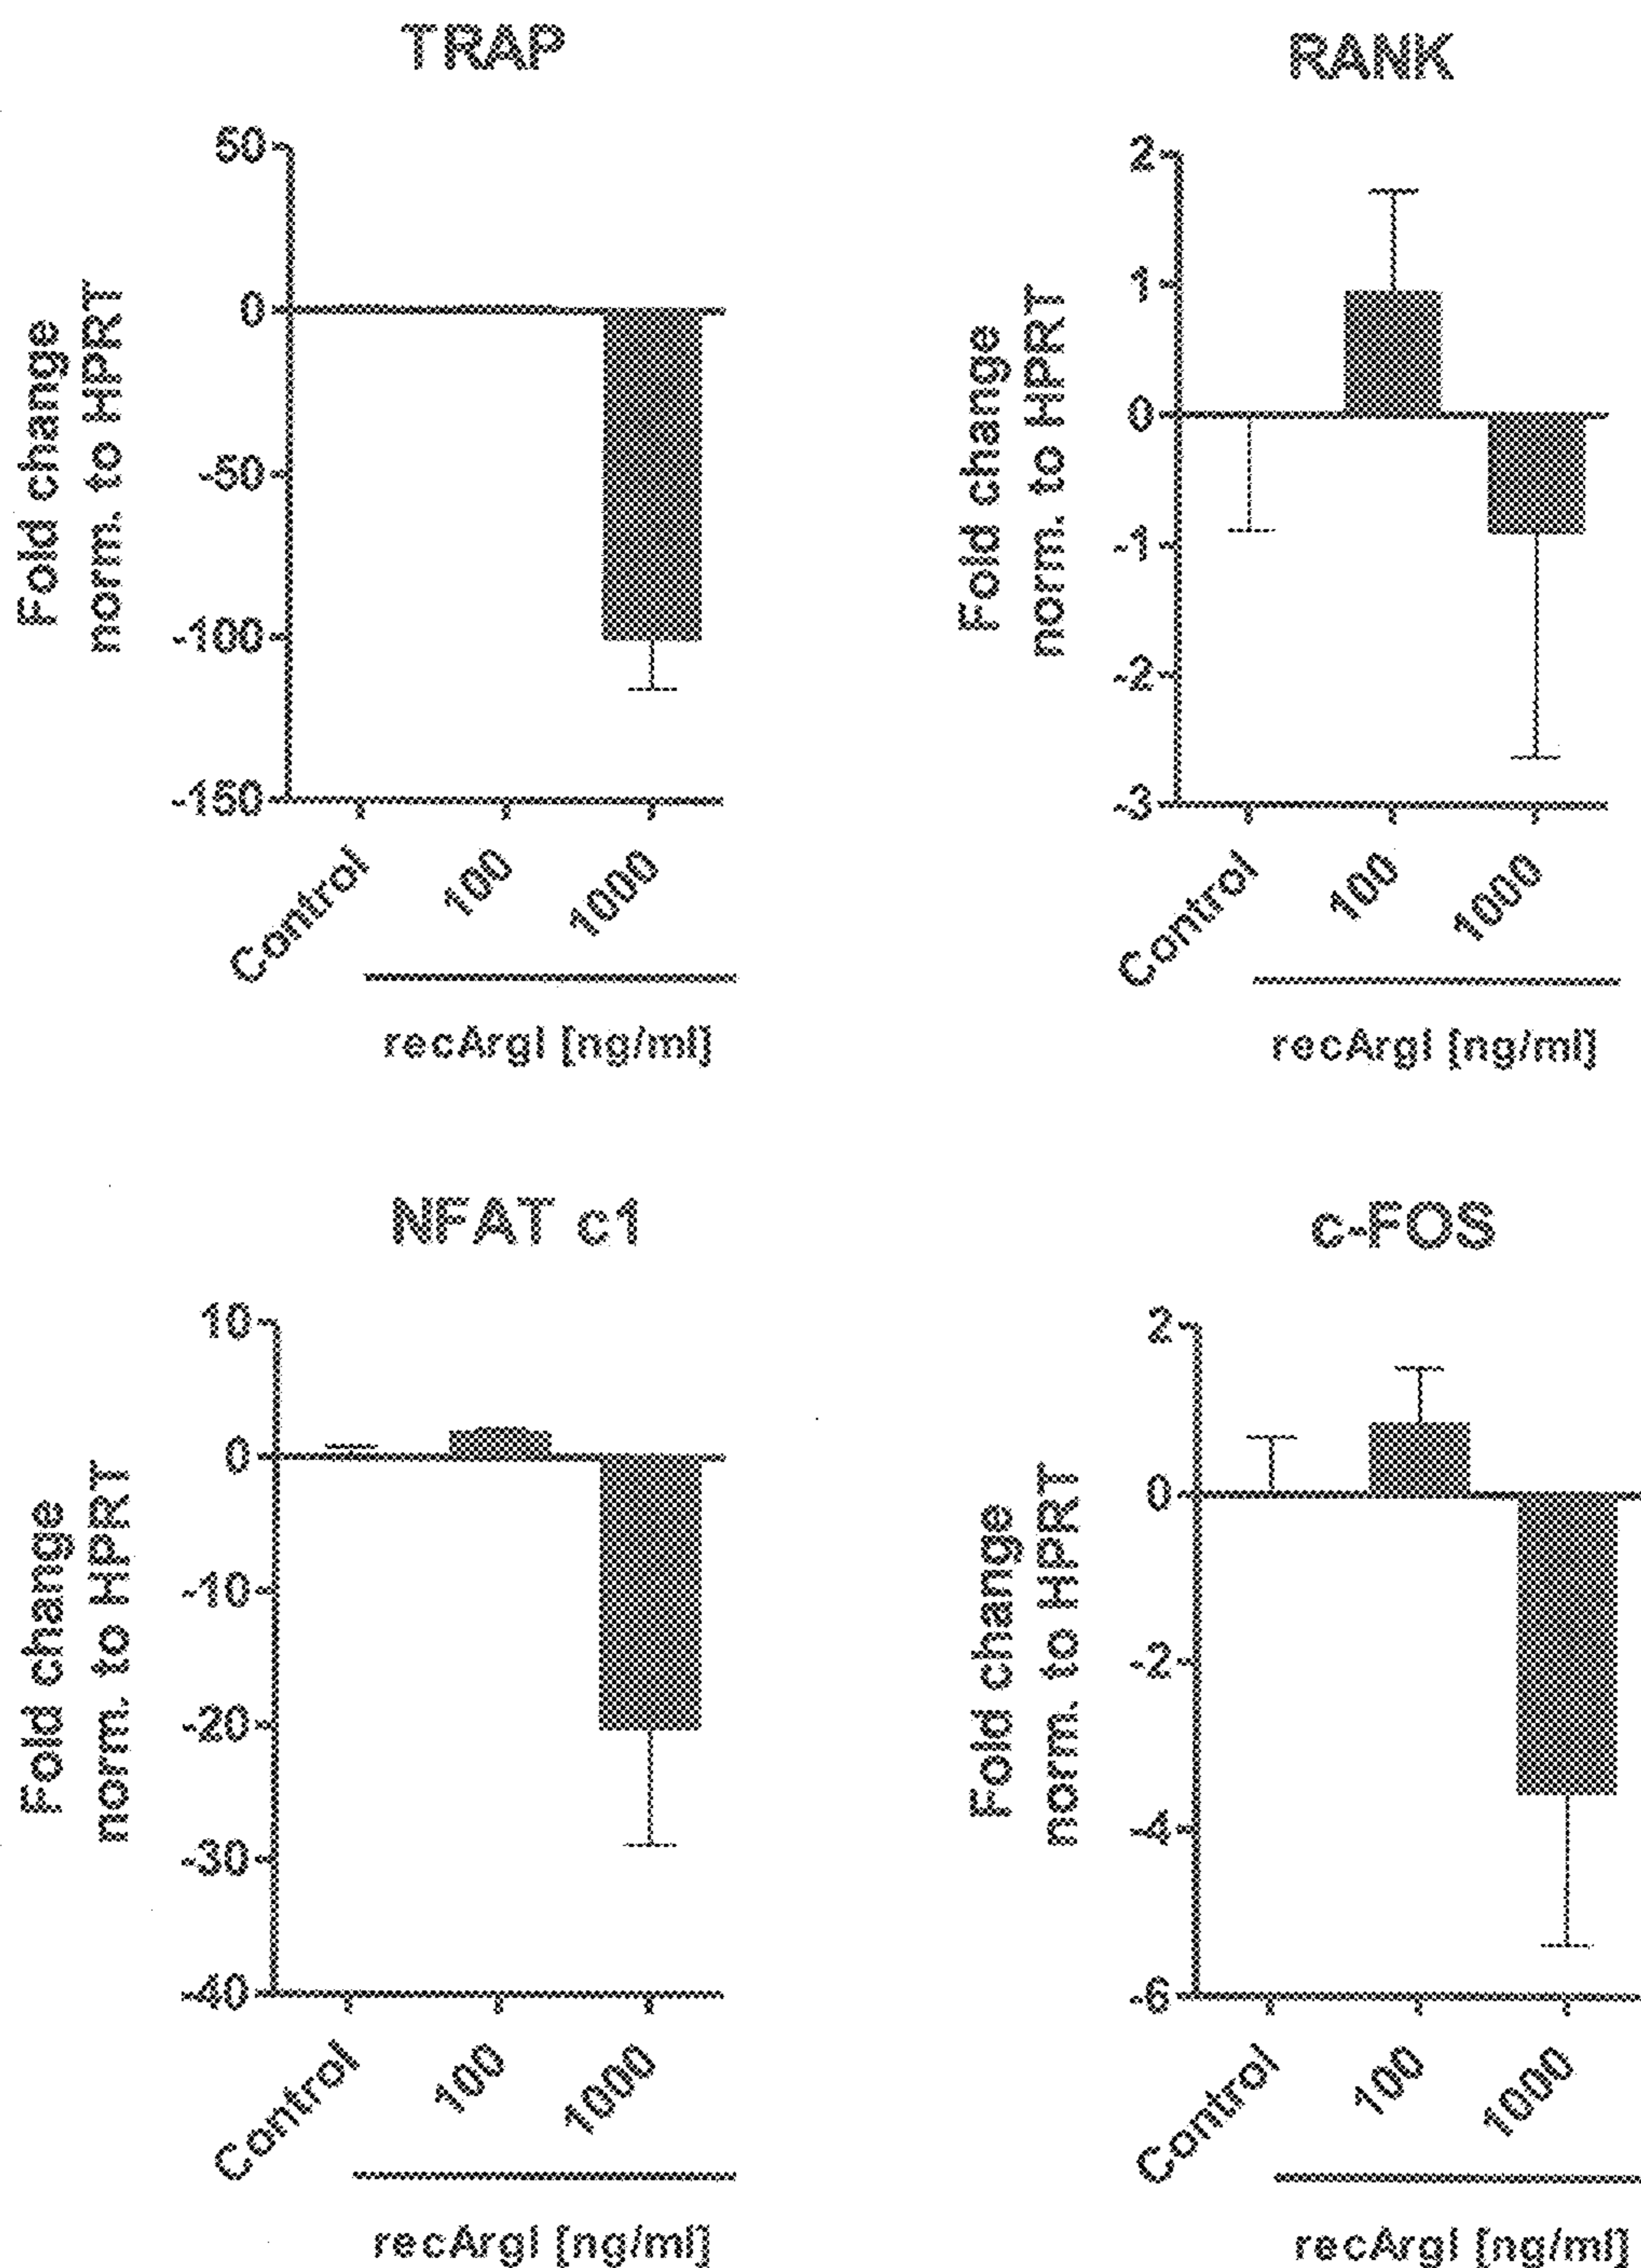 TRAP
Fold change
norm. to HPRT
50
0
-50
-100
-150
Control
100
1000
recArgI [ng/ml]
RANK
Fold change
norm. to HPRT
2
1
0
-1
-2
-3
Control
100
1000
recArgI [ng/ml]
NFAT c1
Fold change
norm. to HPRT
10
0
-10
-20
-30
-40
Control
100
1000
recArgI [ng/ml]
c-FOS
Fold change
norm. to HPRT
2
0
-2
-4
-6
Control
100
1000
recArgI [ng/ml]